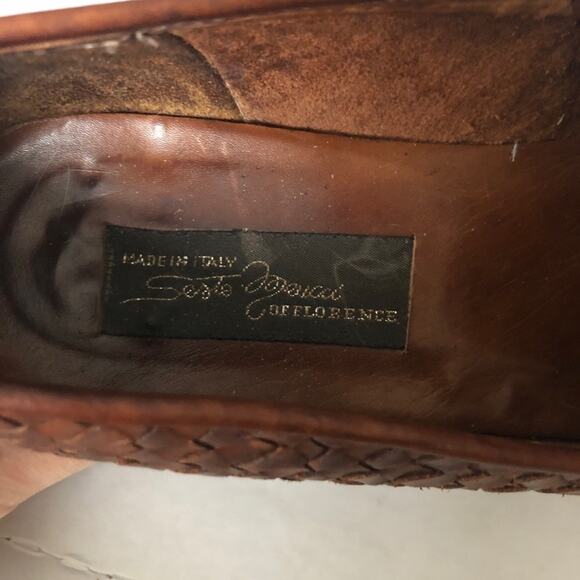 MADE IN ITALY
Sesto Meucci
OF FLORENCE